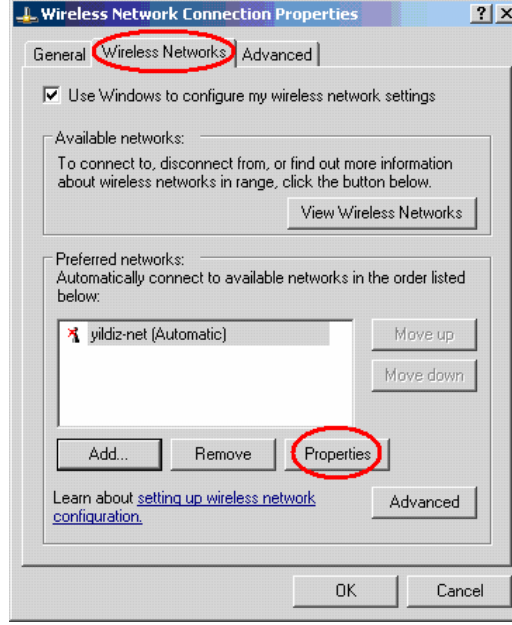 Wireless Network Connection Properties
General Wireless Networks Advanced
Use Windows to configure my wireless network settings
Available networks:
To connect to, disconnect from, or find out more information
about wireless networks in range, click the button below.
View Wireless Networks
Preferred networks:
Automatically connect to available networks in the order listed
below:
yildiz-net (Automatic)
Move up
Move down
Add... Remove Properties
Learn about setting up wireless network
configuration.
Advanced
OK Cancel